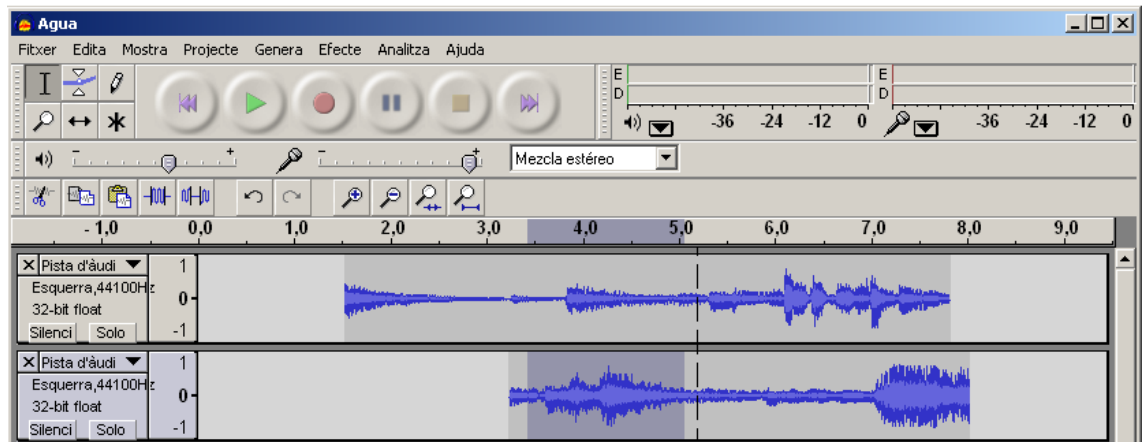 Agua
Fitxer Edita Mostra Projecte Genera Efecte Analitza Ajuda
E
D
-36 -24 -12 0
E
D
-36 -24 -12 0
- +
- +
Mezcla estéreo
- 1,0 0,0 1,0 2,0 3,0 4,0 5,0 6,0 7,0 8,0 9,0
Pista d'àudi
Esquerra,44100Hz
32-bit float
Silenci Solo
1
0
-1
Pista d'àudi
Esquerra,44100Hz
32-bit float
Silenci Solo
1
0
-1